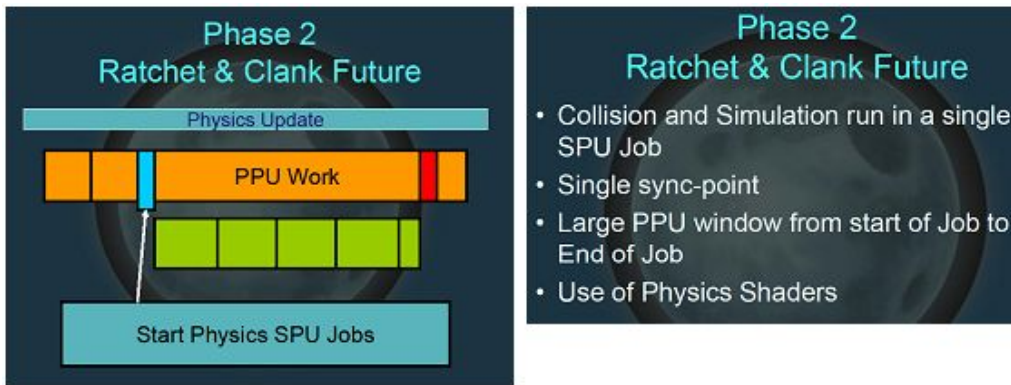 Phase 2
Ratchet & Clank Future
Physics Update
PPU Work
Start Physics SPU Jobs
Phase 2
Ratchet & Clank Future
• Collision and Simulation run in a single
SPU Job
• Single sync-point
• Large PPU window from start of Job to
End of Job
• Use of Physics Shaders